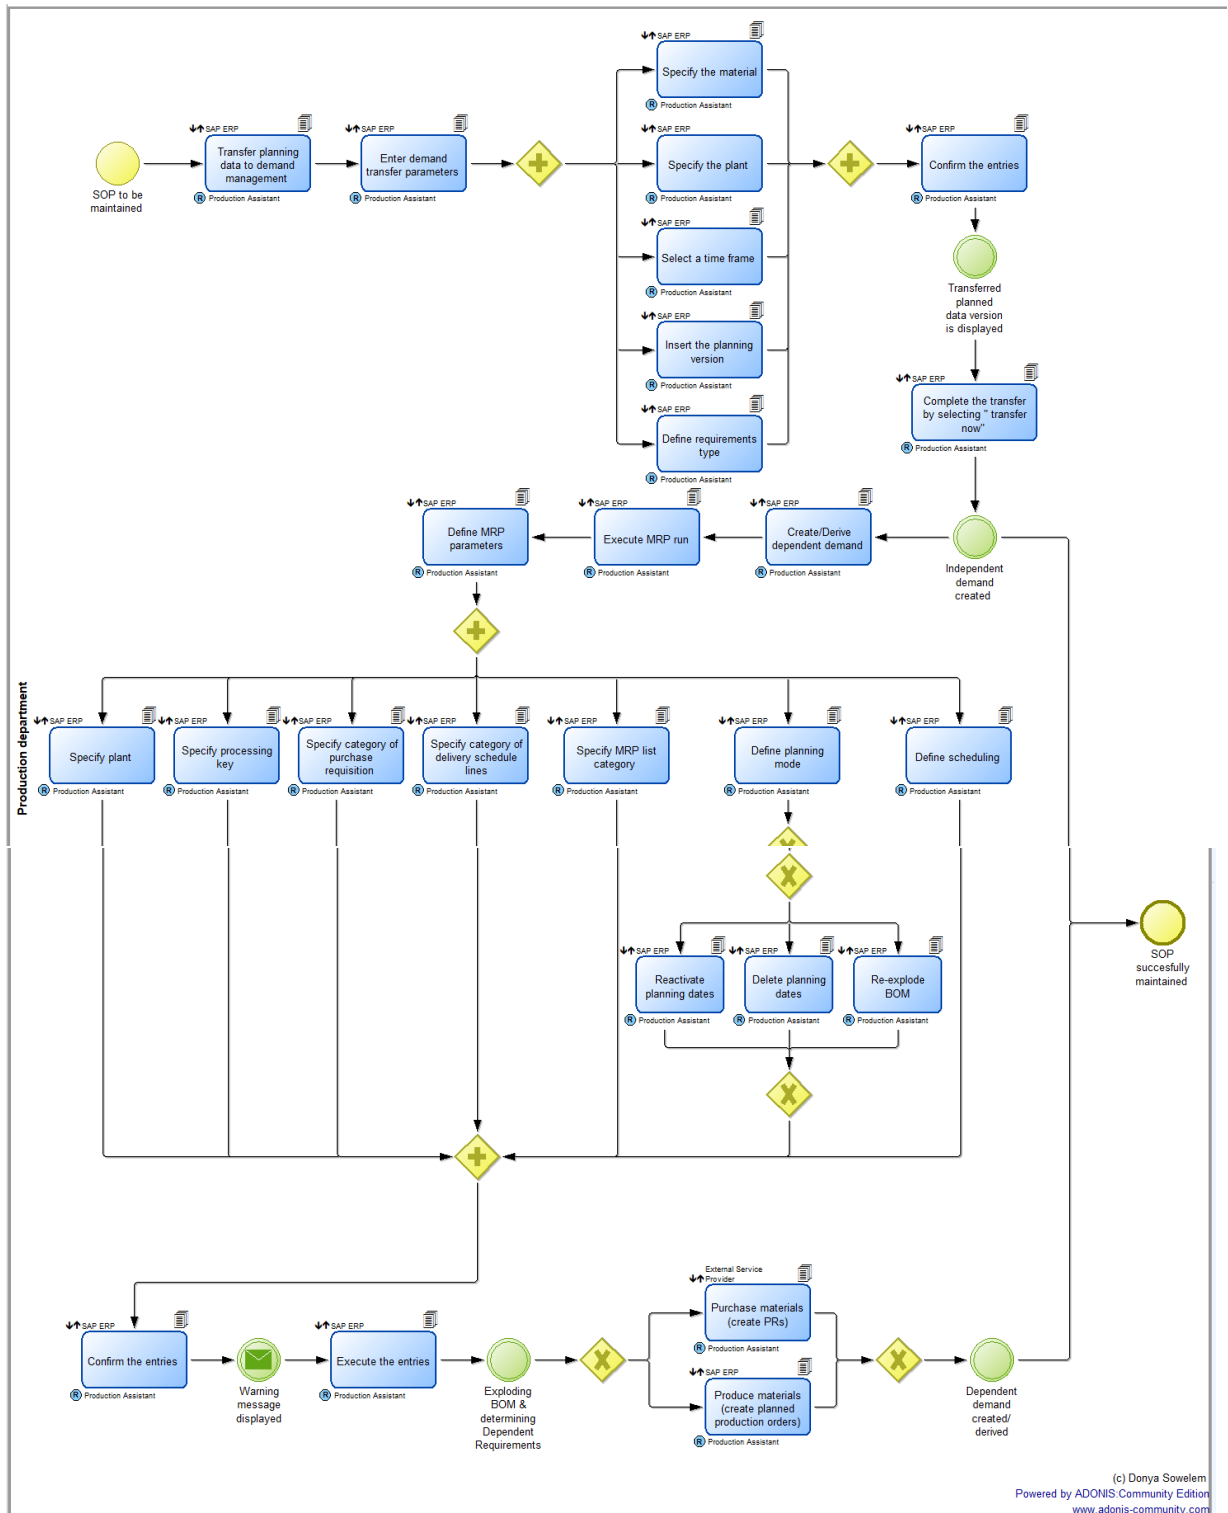 SAP ERP
Specify the material
Production Assistant
SAP ERP
Transfer planning
data to demand
management
Production Assistant
SAP ERP
Enter demand
transfer parameters
Production Assistant
SAP ERP
Specify the plant
Production Assistant
SAP ERP
Confirm the entries
Production Assistant
SOP to be
maintained
SAP ERP
Select a time frame
Production Assistant
Transferred
planned
data version
is displayed
SAP ERP
Insert the planning
version
Production Assistant
SAP ERP
Complete the transfer
by selecting " transfer
now"
Production Assistant
SAP ERP
Define requirements
type
Production Assistant
SAP ERP
Define MRP
parameters
Production Assistant
SAP ERP
Execute MRP run
Production Assistant
SAP ERP
Create/Derive
dependent demand
Production Assistant
Independent
demand
created
Production department
SAP ERP
Specify plant
Production Assistant
SAP ERP
Specify processing
key
Production Assistant
SAP ERP
Specify category of
purchase
requisition
Production Assistant
SAP ERP
Specify category of
delivery schedule
lines
Production Assistant
SAP ERP
Specify MRP list
category
Production Assistant
SAP ERP
Define planning
mode
Production Assistant
SAP ERP
Define scheduling
Production Assistant
SAP ERP
Reactivate
planning dates
Production Assistant
SAP ERP
Delete planning
dates
Production Assistant
SAP ERP
Re-explode
BOM
Production Assistant
SOP
succesfully
maintained
SAP ERP
Confirm the entries
Production Assistant
Warning
message
displayed
SAP ERP
Execute the entries
Production Assistant
Exploding
BOM &
determining
Dependent
Requirements
External Service
Provider
Purchase materials
(create PRs)
Production Assistant
SAP ERP
Produce materials
(create planned
production orders)
Production Assistant
Dependent
demand
created/
derived
(c) Donya Sowelem
Powered by ADONIS:Community Edition
www.adonis-community.com